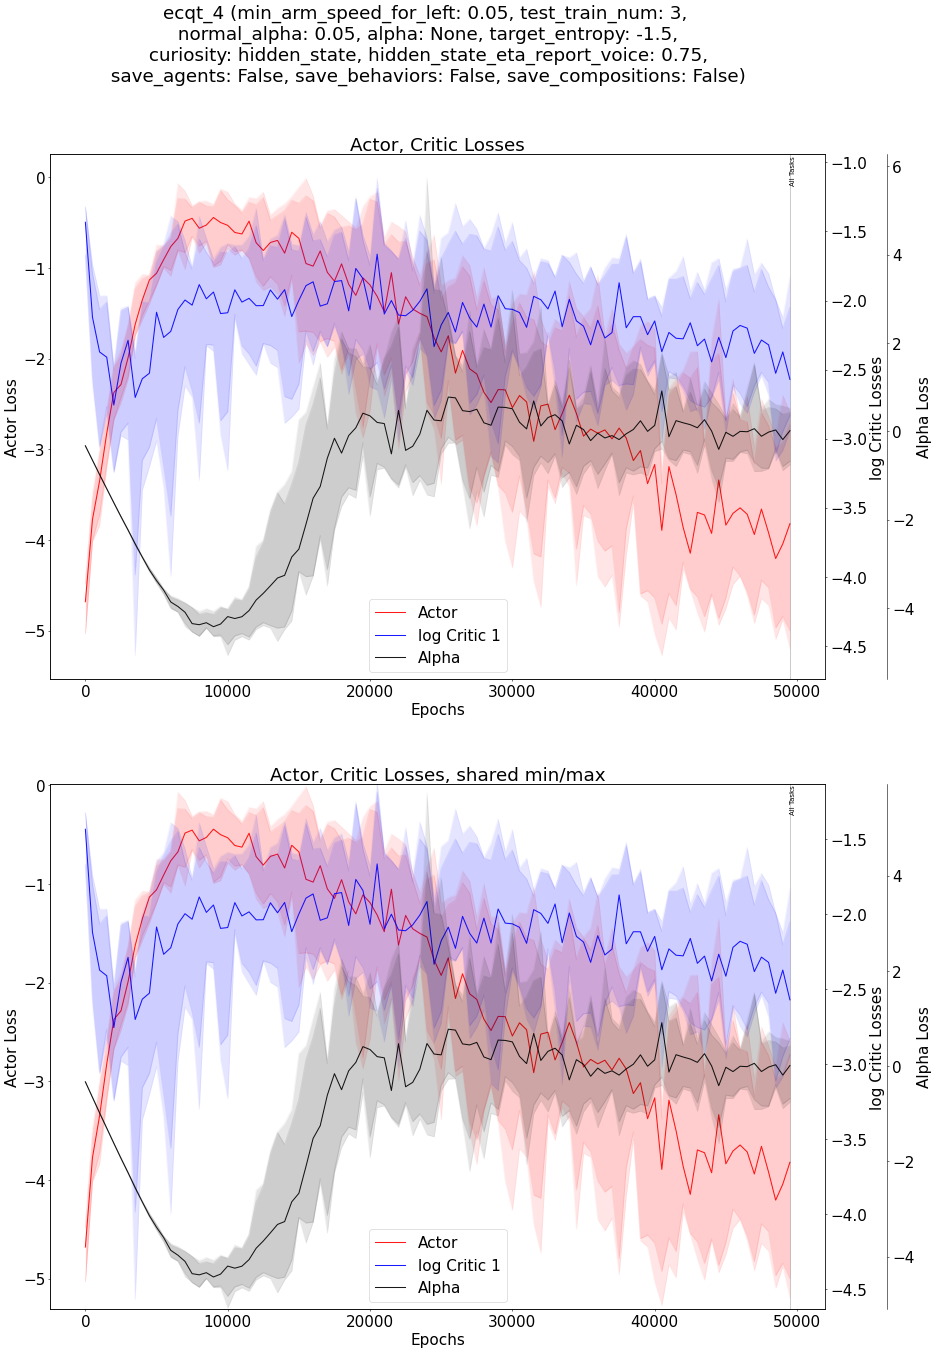 ecqt_4 (min_arm_speed_for_left: 0.05, test_train_num: 3,
normal_alpha: 0.05, alpha: None, target_entropy: -1.5,
curiosity: hidden_state, hidden_state_eta_report_voice: 0.75,
save_agents: False, save_behaviors: False, save_compositions: False)
Actor, Critic Losses
0
−1
−2
−3
−4
−5
Actor Loss
0
10000
20000
30000
40000
50000
Epochs
−1.0
−1.5
−2.0
−2.5
−3.0
−3.5
−4.0
−4.5
log Critic Losses
6
4
2
0
−2
−4
Alpha Loss
All Tasks
Actor
log Critic 1
Alpha
Actor, Critic Losses, shared min/max
0
−1
−2
−3
−4
−5
Actor Loss
0
10000
20000
30000
40000
50000
Epochs
−1.5
−2.0
−2.5
−3.0
−3.5
−4.0
−4.5
log Critic Losses
4
2
0
−2
−4
Alpha Loss
All Tasks
Actor
log Critic 1
Alpha